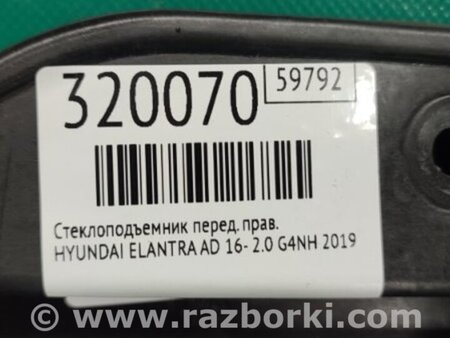 320070
59792
Стеклоподъемник перед. прав.
HYUNDAI ELANTRA AD 16- 2.0 G4NH 2019
© www.razborki.com